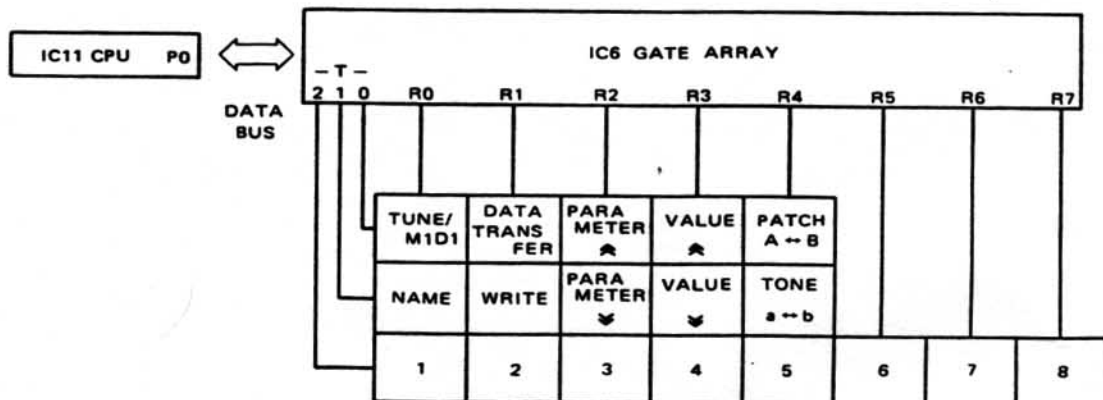 IC11 CPU P0
IC6 GATE ARRAY
– T –
2 1 0 R0 R1 R2 R3 R4 R5 R6 R7
DATA
BUS
TUNE/
M1D1
DATA
TRANS
FER
PARA
METER
︽
VALUE
︽
PATCH
A ↔ B
NAME
WRITE
PARA
METER
︾
VALUE
︾
TONE
a ↔ b
1 2 3 4 5 6 7 8